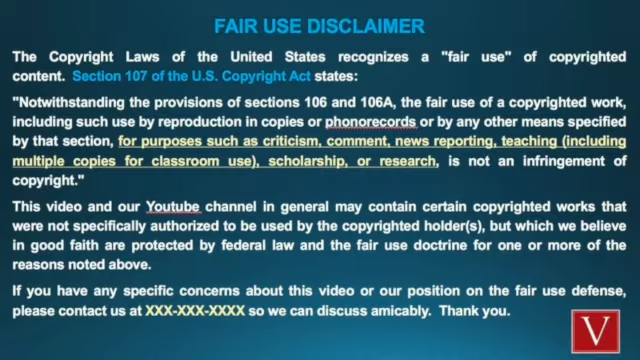 FAIR USE DISCLAIMER
The Copyright Laws of the United States recognizes a "fair use" of copyrighted
content. Section 107 of the U.S. Copyright Act states:
"Notwithstanding the provisions of sections 106 and 106A, the fair use of a copyrighted work,
including such use by reproduction in copies or phonorecords or by any other means specified
by that section, for purposes such as criticism, comment, news reporting, teaching (including
multiple copies for classroom use), scholarship, or research, is not an infringement of
copyright."
This video and our Youtube channel in general may contain certain copyrighted works that
were not specifically authorized to be used by the copyrighted holder(s), but which we believe
in good faith are protected by federal law and the fair use doctrine for one or more of the
reasons noted above.
If you have any specific concerns about this video or our position on the fair use defense,
please contact us at XXX-XXX-XXXX so we can discuss amicably. Thank you.
V